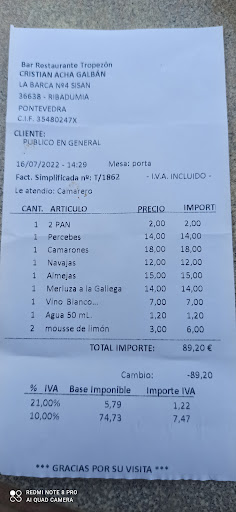 Bar Restaurante Tropezón
CRISTIAN ACHA GALBÁN
LA BARCA Nº4 SISAN
36638 - RIBADUMIA
PONTEVEDRA
C.I.F. 35480247X
CLIENTE:
PUBLICO EN GENERAL
16/07/2022 - 14:29 Mesa: porta
Fact. Simplificada nº: T/1862 - I.V.A. INCLUIDO -
Le atendio: Camarero
CANT. ARTICULO PRECIO IMPORT
1 2 PAN 2,00 2,00
1 Percebes 14,00 14,00
1 Camarones 18,00 18,00
1 Navajas 12,00 12,00
1 Almejas 15,00 15,00
1 Merluza a la Gallega 14,00 14,00
1 Vino Blanco... 7,00 7,00
1 Agua 50 mL. 1,20 1,20
2 mousse de limón 3,00 6,00
TOTAL IMPORTE: 89,20 €
Cambio: -89,20
% IVA Base Imponible Importe IVA
21,00% 5,79 1,22
10,00% 74,73 7,47
*** GRACIAS POR SU VISITA ***
REDMI NOTE 8 PRO
AI QUAD CAMERA